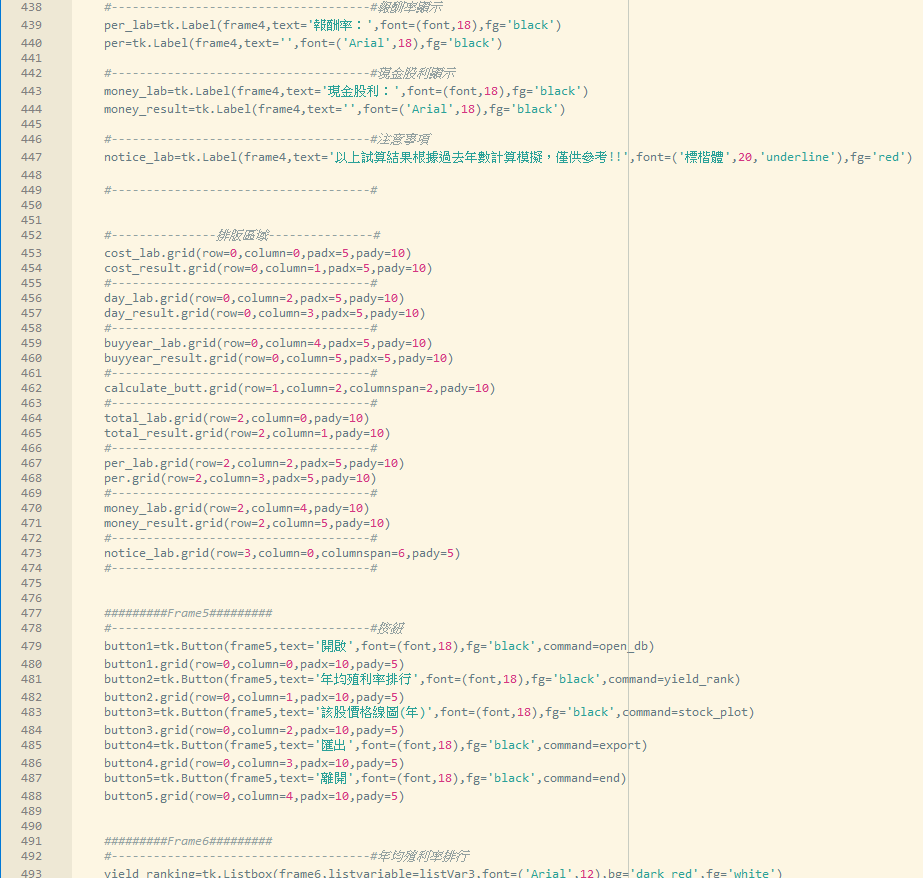 438 #-------------------------------------#報酬率顯示
439 per_lab=tk.Label(frame4,text='報酬率：',font=(font,18),fg='black')
440 per=tk.Label(frame4,text='',font=('Arial',18),fg='black')
441
442 #-------------------------------------#現金股利顯示
443 money_lab=tk.Label(frame4,text='現金股利：',font=(font,18),fg='black')
444 money_result=tk.Label(frame4,text='',font=('Arial',18),fg='black')
445
446 #-------------------------------------#注意事項
447 notice_lab=tk.Label(frame4,text='以上試算結果根據過去年數計算模擬，僅供參考!!',font=('標楷體',20,'underline'),fg='red')
448
449 #-------------------------------------#
450
451
452 #---------------排版區域---------------#
453 cost_lab.grid(row=0,column=0,padx=5,pady=10)
454 cost_result.grid(row=0,column=1,padx=5,pady=10)
455 #-------------------------------------#
456 day_lab.grid(row=0,column=2,padx=5,pady=10)
457 day_result.grid(row=0,column=3,padx=5,pady=10)
458 #-------------------------------------#
459 buyyear_lab.grid(row=0,column=4,padx=5,pady=10)
460 buyyear_result.grid(row=0,column=5,padx=5,pady=10)
461 #-------------------------------------#
462 calculate_butt.grid(row=1,column=2,columnspan=2,pady=10)
463 #-------------------------------------#
464 total_lab.grid(row=2,column=0,pady=10)
465 total_result.grid(row=2,column=1,pady=10)
466 #-------------------------------------#
467 per_lab.grid(row=2,column=2,padx=5,pady=10)
468 per.grid(row=2,column=3,padx=5,pady=10)
469 #-------------------------------------#
470 money_lab.grid(row=2,column=4,pady=10)
471 money_result.grid(row=2,column=5,pady=10)
472 #-------------------------------------#
473 notice_lab.grid(row=3,column=0,columnspan=6,pady=5)
474 #-------------------------------------#
475
476
477 #########Frame5#########
478 #-------------------------------------#按鈕
479 button1=tk.Button(frame5,text='開啟',font=(font,18),fg='black',command=open_db)
480 button1.grid(row=0,column=0,padx=10,pady=5)
481 button2=tk.Button(frame5,text='年均殖利率排行',font=(font,18),fg='black',command=yield_rank)
482 button2.grid(row=0,column=1,padx=10,pady=5)
483 button3=tk.Button(frame5,text='該股價格線圖(年)',font=(font,18),fg='black',command=stock_plot)
484 button3.grid(row=0,column=2,padx=10,pady=5)
485 button4=tk.Button(frame5,text='匯出',font=(font,18),fg='black',command=export)
486 button4.grid(row=0,column=3,padx=10,pady=5)
487 button5=tk.Button(frame5,text='離開',font=(font,18),fg='black',command=end)
488 button5.grid(row=0,column=4,padx=10,pady=5)
489
490
491 #########Frame6#########
492 #-------------------------------------#年均殖利率排行
493 yield_ranking=tk.Listbox(frame6,listvariable=listVar3,font=('Arial',12),bg='dark red',fg='white')